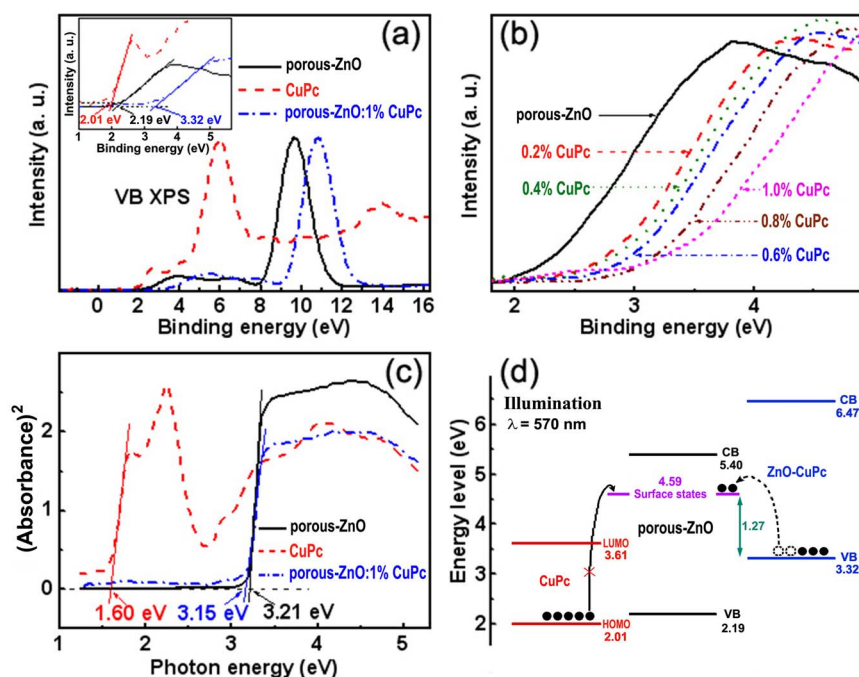 (a)
porous-ZnO
CuPc
porous-ZnO:1% CuPc
Intensity (a. u.)
2.01 eV
2.19 eV
3.32 eV
1 2 3 4 5
Binding energy (eV)
VB XPS
Intensity (a. u.)
0 2 4 6 8 10 12 14 16
Binding energy (eV)
(b)
porous-ZnO
0.2% CuPc
0.4% CuPc
1.0% CuPc
0.8% CuPc
0.6% CuPc
Intensity (a. u.)
2 3 4
Binding energy (eV)
(c)
(Absorbance)²
2
1
0
porous-ZnO
CuPc
porous-ZnO:1% CuPc
1.60 eV
3.15 eV
3.21 eV
1 2 3 4 5
Photon energy (eV)
(d)
Illumination
λ = 570 nm
Energy level (eV)
6
5
4
3
2
CB
6.47
CB
5.40
ZnO-CuPc
4.59
Surface states
porous-ZnO
1.27
LUMO
3.61
VB
3.32
CuPc
HOMO
2.01
VB
2.19